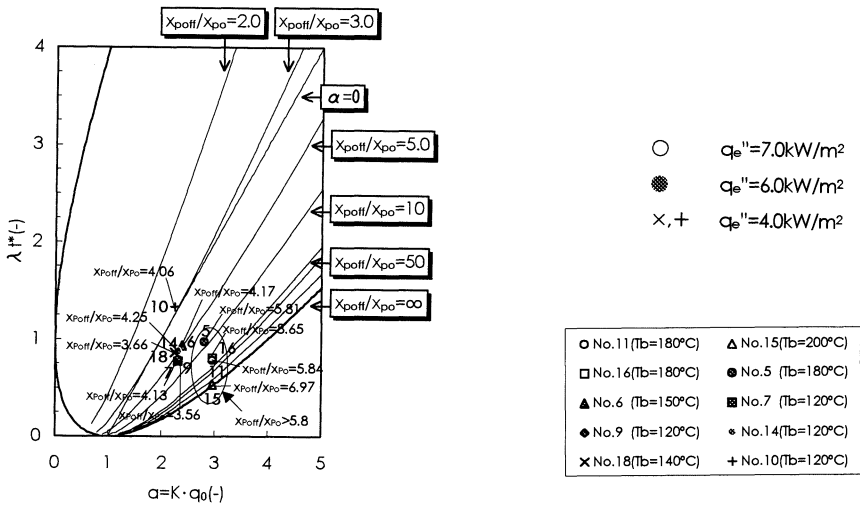 xpoff/xpo=2.0
xpoff/xpo=3.0
α=0
xpoff/xpo=5.0
xpoff/xpo=10
xpoff/xpo=50
xpoff/xpo=∞
4
3
2
1
0
λ t*(-)
xPoff/xPo=4.06
10
xPoff/xPo=4.17
xPoff/xPo=4.25
xPoff/xPo=5.81
xPoff/xPo=8.65
xPoff/xPo=3.66
14
6
5
18
16
7
9
11
xPoff/xPo=5.84
xPoff/xPo=4.13
xPoff/xPo=6.97
xPoff/xPo=3.56
15
xPoff/xPo>5.8
0 1 2 3 4 5
a=K·q0(-)
○ qe"=7.0kW/m²
qe"=6.0kW/m²
×,+ qe"=4.0kW/m²
○ No.11(Tb=180°C)
□ No.16(Tb=180°C)
▲ No.6 (Tb=150°C)
◆ No.9 (Tb=120°C)
× No.18(Tb=140°C)
△ No.15(Tb=200°C)
No.5 (Tb=180°C)
No.7 (Tb=120°C)
No.14(Tb=120°C)
+ No.10(Tb=120°C)